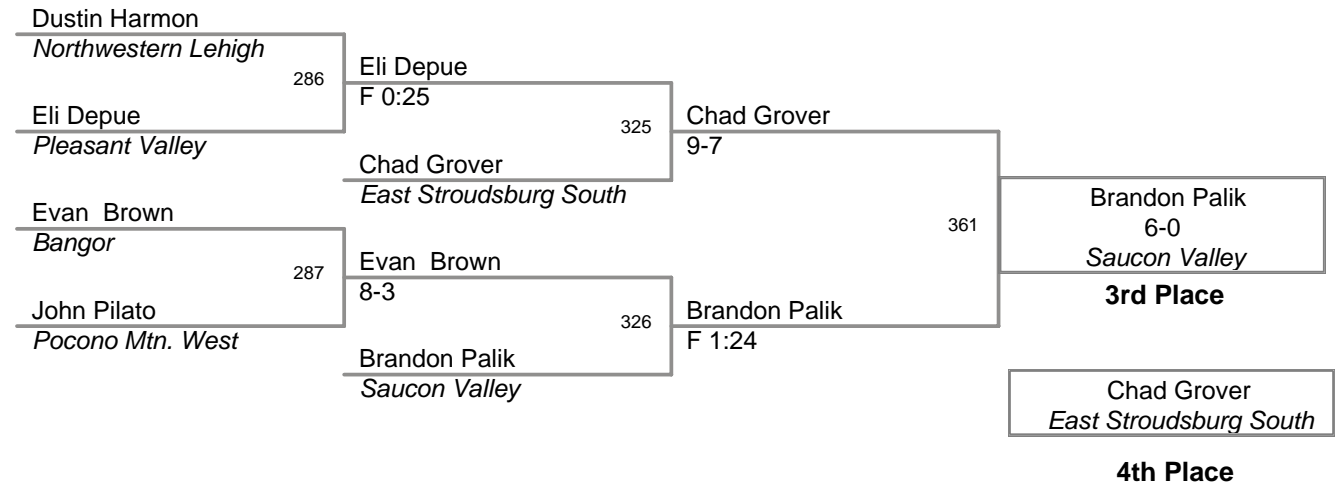 Dustin Harmon
Northwestern Lehigh
286
Eli Depue
F 0:25
Eli Depue
Pleasant Valley
325
Chad Grover
9-7
Chad Grover
East Stroudsburg South
Evan  Brown
Bangor
287
Evan  Brown
8-3
John Pilato
Pocono Mtn. West
326
Brandon Palik
F 1:24
Brandon Palik
Saucon Valley
361
Brandon Palik
6-0
Saucon Valley
3rd Place
Chad Grover
East Stroudsburg South
4th Place